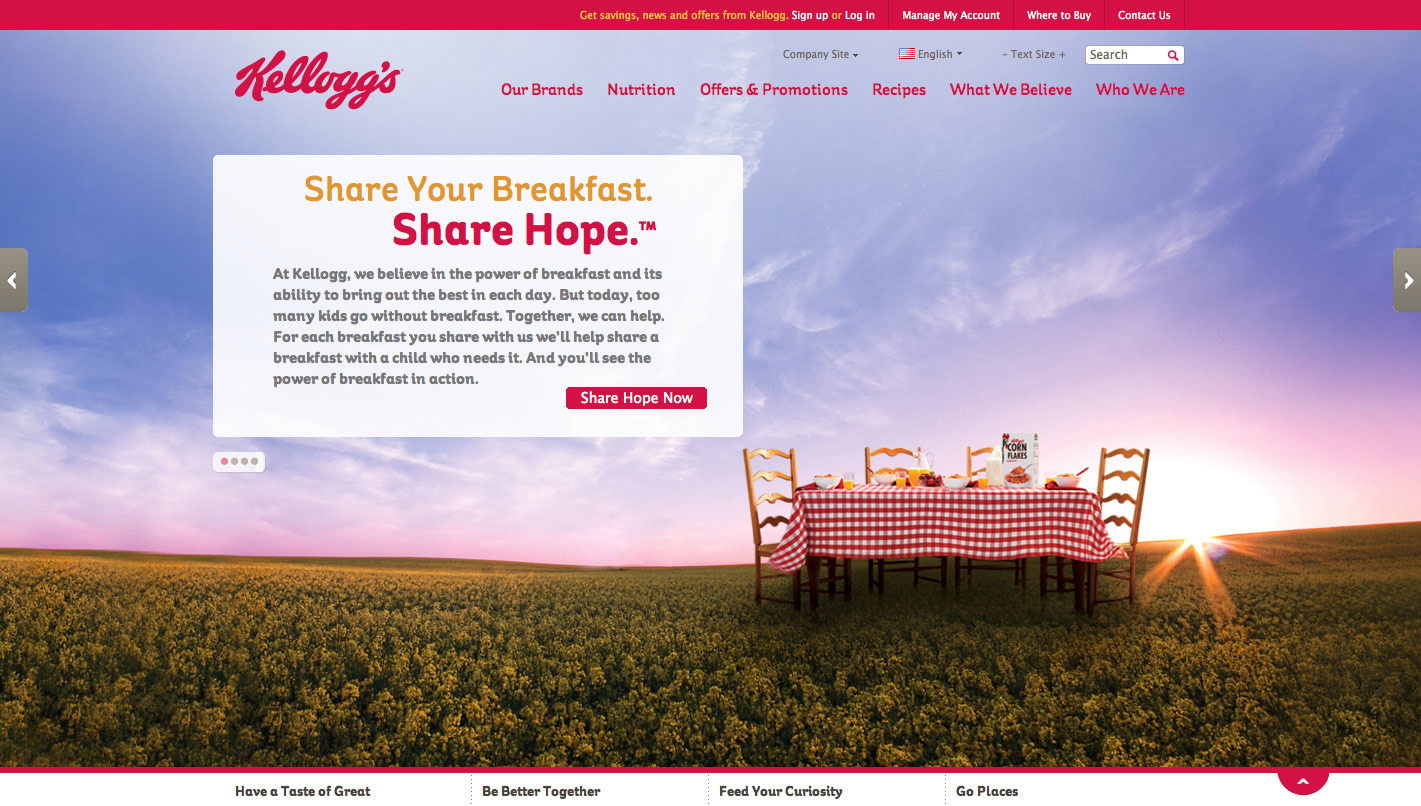 Get savings, news and offers from Kellogg. Sign up or Log in
Manage My Account
Where to Buy
Contact Us
Kellogg's
Company Site
English
- Text Size +
Search
Our Brands
Nutrition
Offers & Promotions
Recipes
What We Believe
Who We Are
Share Your Breakfast.
Share Hope.™
At Kellogg, we believe in the power of breakfast and its
ability to bring out the best in each day. But today, too
many kids go without breakfast. Together, we can help.
For each breakfast you share with us we'll help share a
breakfast with a child who needs it. And you'll see the
power of breakfast in action.
Share Hope Now
Kellogg's
CORN
FLAKES
Have a Taste of Great
Be Better Together
Feed Your Curiosity
Go Places